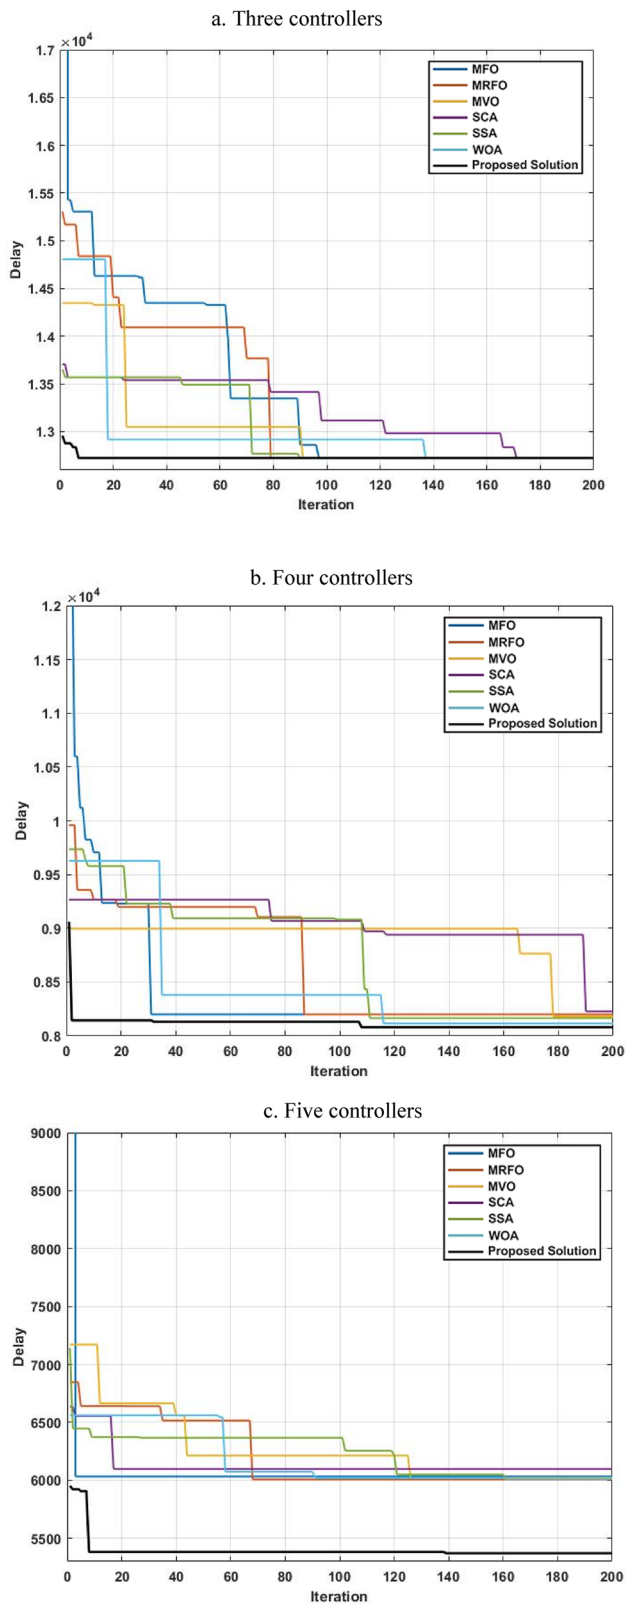 a. Three controllers
×10⁴
1.7
1.65
1.6
1.55
1.5
1.45
1.4
1.35
1.3
Delay
MFO
MRFO
MVO
SCA
SSA
WOA
Proposed Solution
0 20 40 60 80 100 120 140 160 180 200
Iteration
b. Four controllers
×10⁴
1.2
1.15
1.1
1.05
1
0.95
0.9
0.85
0.8
Delay
MFO
MRFO
MVO
SCA
SSA
WOA
Proposed Solution
0 20 40 60 80 100 120 140 160 180 200
Iteration
c. Five controllers
9000
8500
8000
7500
7000
6500
6000
5500
Delay
MFO
MRFO
MVO
SCA
SSA
WOA
Proposed Solution
0 20 40 60 80 100 120 140 160 180 200
Iteration